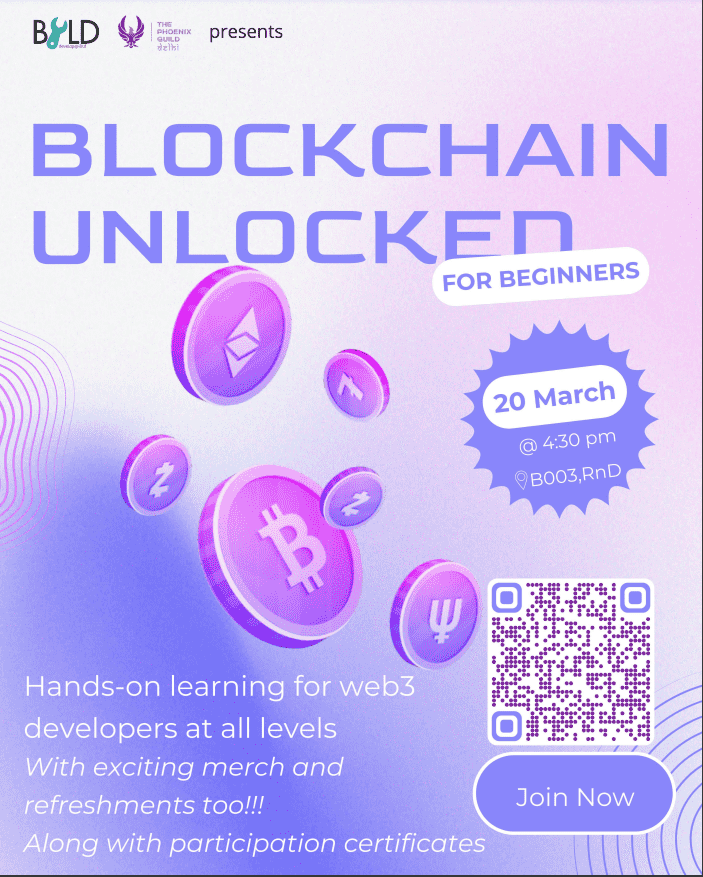 BUILD
THE
PHOENIX
GUILD
delhi
presents
BLOCKCHAIN
UNLOCKED
FOR BEGINNERS
20 March
@ 4:30 pm
B003,RnD
Hands-on learning for web3
developers at all levels
With exciting merch and
refreshments too!!!
Along with participation certificates
Join Now